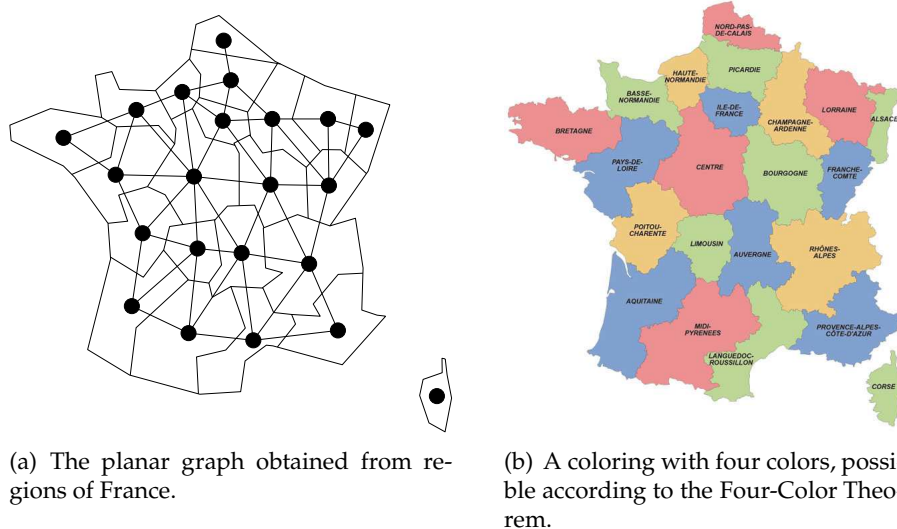 NORD-PAS-
DE-CALAIS
PICARDIE
HAUTE-
NORMANDIE
BASSE-
NORMANDIE
ILE-DE-
FRANCE
CHAMPAGNE-
ARDENNE
LORRAINE
ALSACE
BRETAGNE
PAYS-DE-
LOIRE
CENTRE
BOURGOGNE
FRANCHE-
COMTE
POITOU-
CHARENTE
LIMOUSIN
AUVERGNE
RHÔNES-
ALPES
AQUITAINE
MIDI-
PYRENEES
LANGUEDOC-
ROUSSILLON
PROVENCE-ALPES-
CÔTE-D'AZUR
CORSE
(a) The planar graph obtained from re-
gions of France.
(b) A coloring with four colors, possi-
ble according to the Four-Color Theo-
rem.